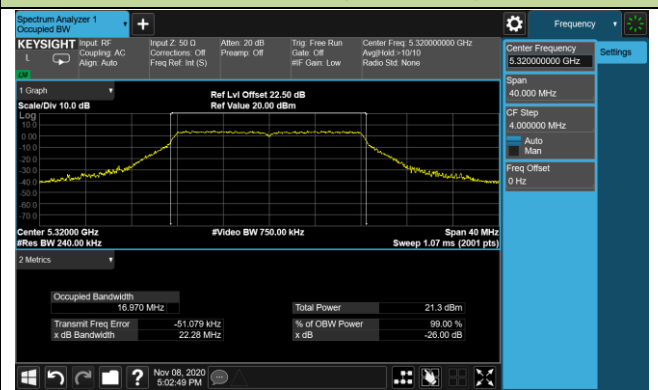 Spectrum Analyzer 1
Occupied BW
Frequency
KEYSIGHT
L
Input: RF
Coupling: AC
Align: Auto
Input Z: 50 Ω
Corrections: Off
Freq Ref: Int (S)
Atten: 20 dB
Preamp: Off
Trig: Free Run
Gate: Off
#IF Gain: Low
Center Freq: 5.320000000 GHz
Avg|Hold:>10/10
Radio Std: None
Center Frequency
5.320000000 GHz
Settings
Span
40.000 MHz
CF Step
4.000000 MHz
Auto
Man
Freq Offset
0 Hz
1 Graph
Scale/Div 10.0 dB
Ref Lvl Offset 22.50 dB
Ref Value 20.00 dBm
Log
10.0
0.00
-10.0
-20.0
-30.0
-40.0
-50.0
-60.0
-70.0
Center 5.32000 GHz
#Res BW 240.00 kHz
#Video BW 750.00 kHz
Span 40 MHz
Sweep 1.07 ms (2001 pts)
2 Metrics
Occupied Bandwidth
16.970 MHz
Total Power 21.3 dBm
Transmit Freq Error -51.079 kHz
% of OBW Power 99.00 %
x dB Bandwidth 22.28 MHz
x dB -26.00 dB
?
Nov 08, 2020
5:02:49 PM